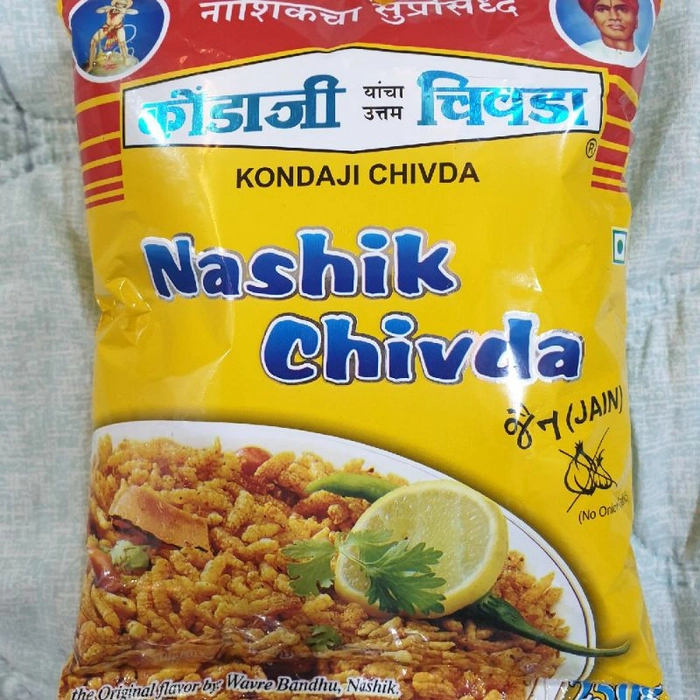 नाशिकचा सुप्रसिध्द
कोंडाजी यांचा उत्तम चिवडा
®
KONDAJI CHIVDA
Nashik
Chivda
जैन (JAIN)
(No Onion
the Original flavor by: Wavre Bandhu, Nashik.